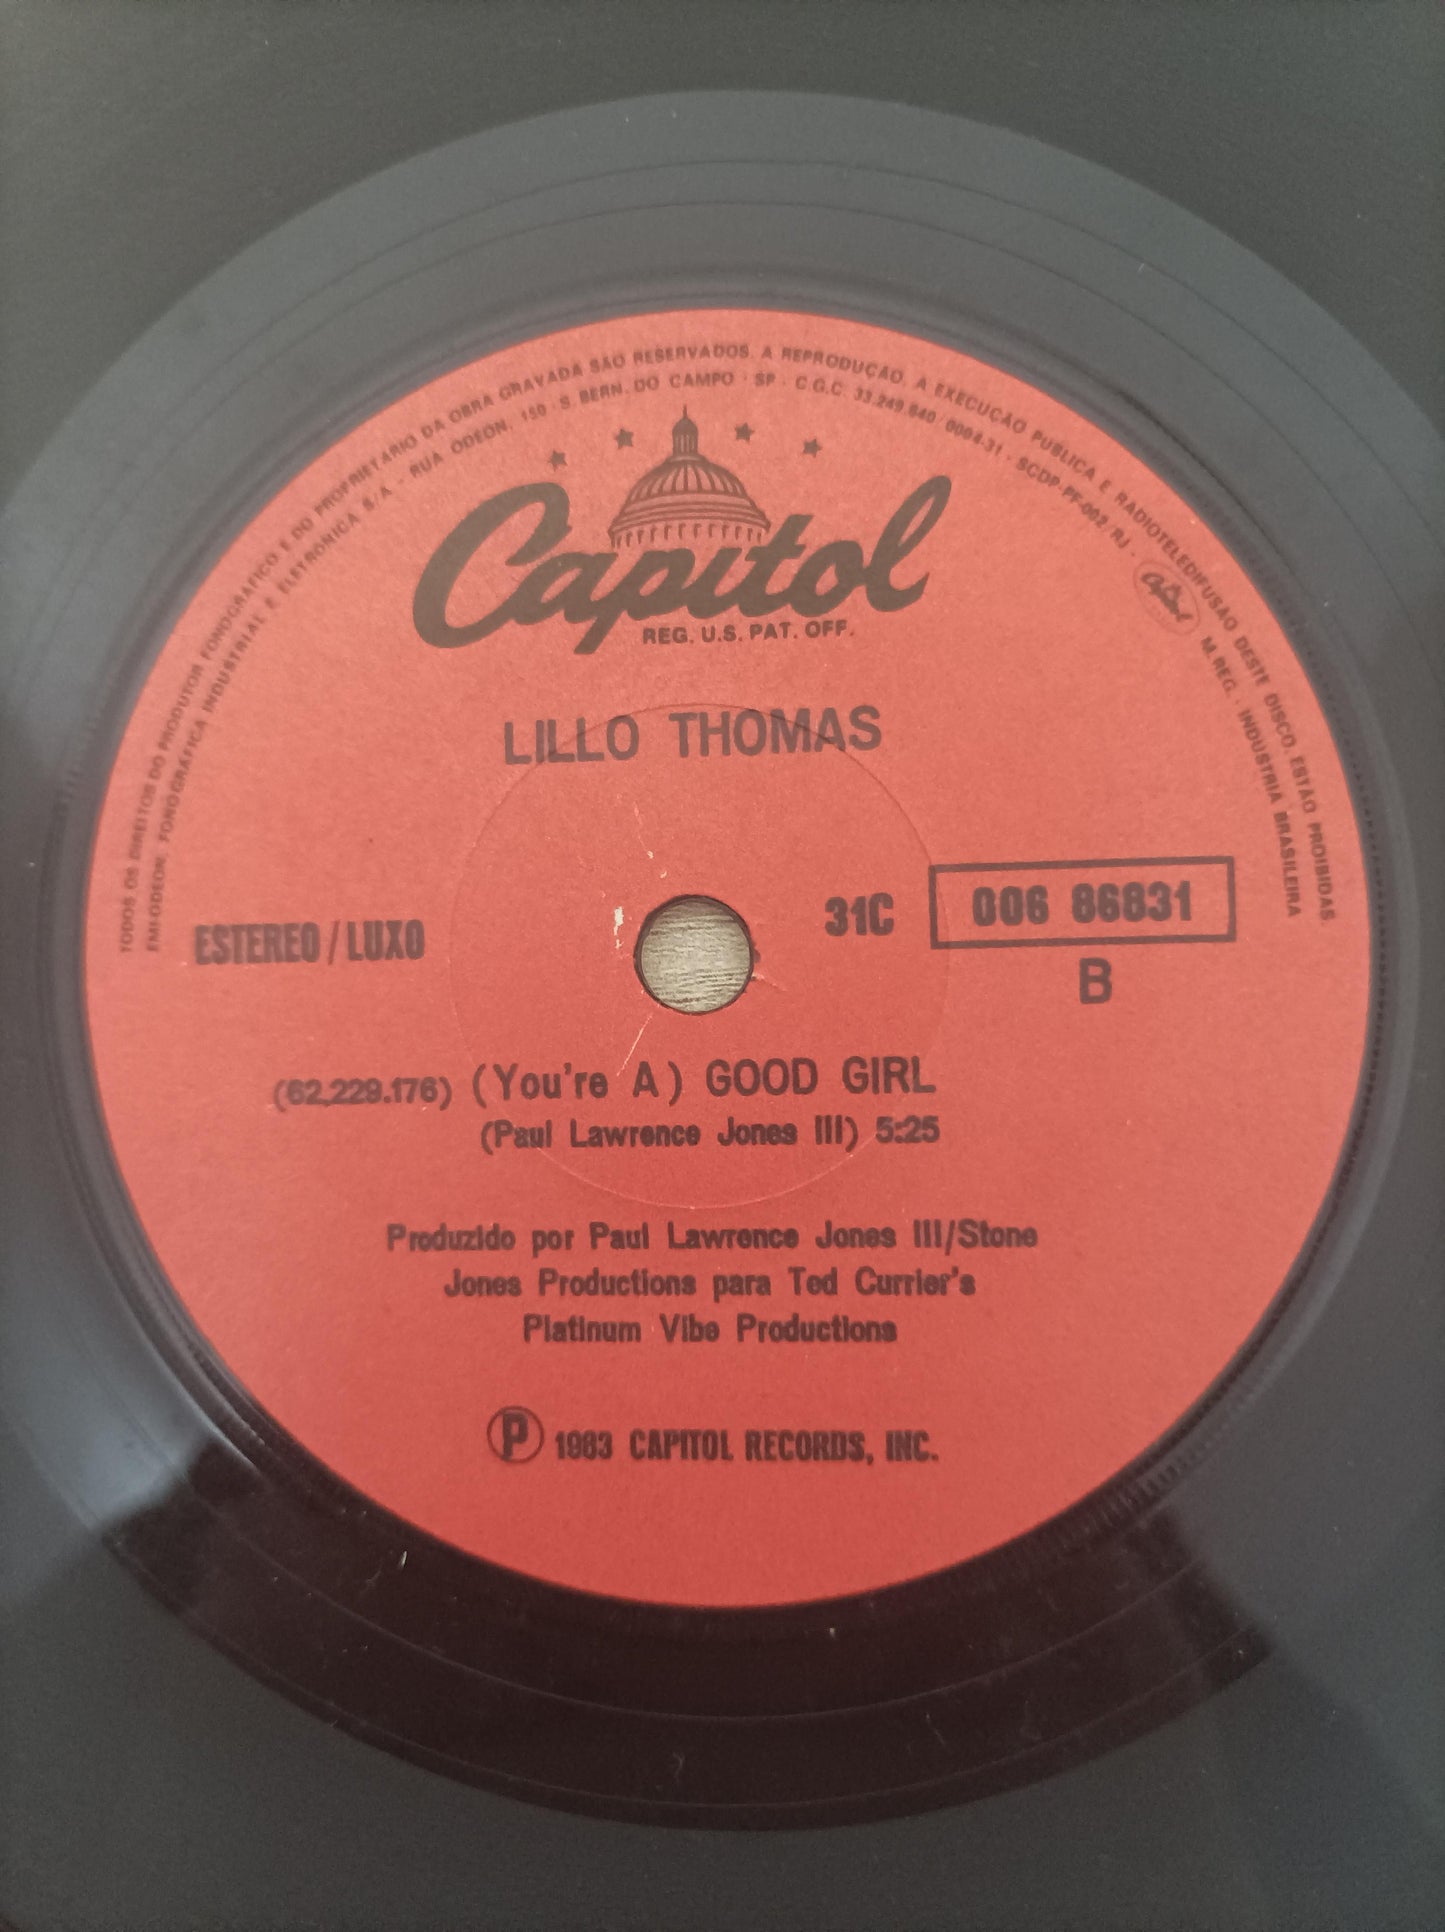 TODOS OS DIREITOS DO PRODUTOR FONOGRÁFICO E DO PROPRIETÁRIO DA OBRA GRAVADA SÃO RESERVADOS. A REPRODUÇÃO, A EXECUÇÃO PÚBLICA E RADIOTELEDIFUSÃO DESTE DISCO, ESTÃO PROIBIDAS.
EMI-ODEON, FONOGRÁFICA INDUSTRIAL E ELETRÔNICA S/A - RUA ODEON, 150 - S. BERN. DO CAMPO - SP - C.G.C. 33.249.640/0004-31 - SCDP-PF-002/RJ - Capitol M. REG. - INDÚSTRIA BRASILEIRA
Capitol
REG. U.S. PAT. OFF.
LILLO THOMAS
ESTEREO/LUXO
31C 006 86831
B
(62.229.176) (You're A) GOOD GIRL
(Paul Lawrence Jones III) 5:25
Produzido por Paul Lawrence Jones III/Stone
Jones Productions para Ted Currier's
Platinum Vibe Productions
Ⓟ 1983 CAPITOL RECORDS, INC.